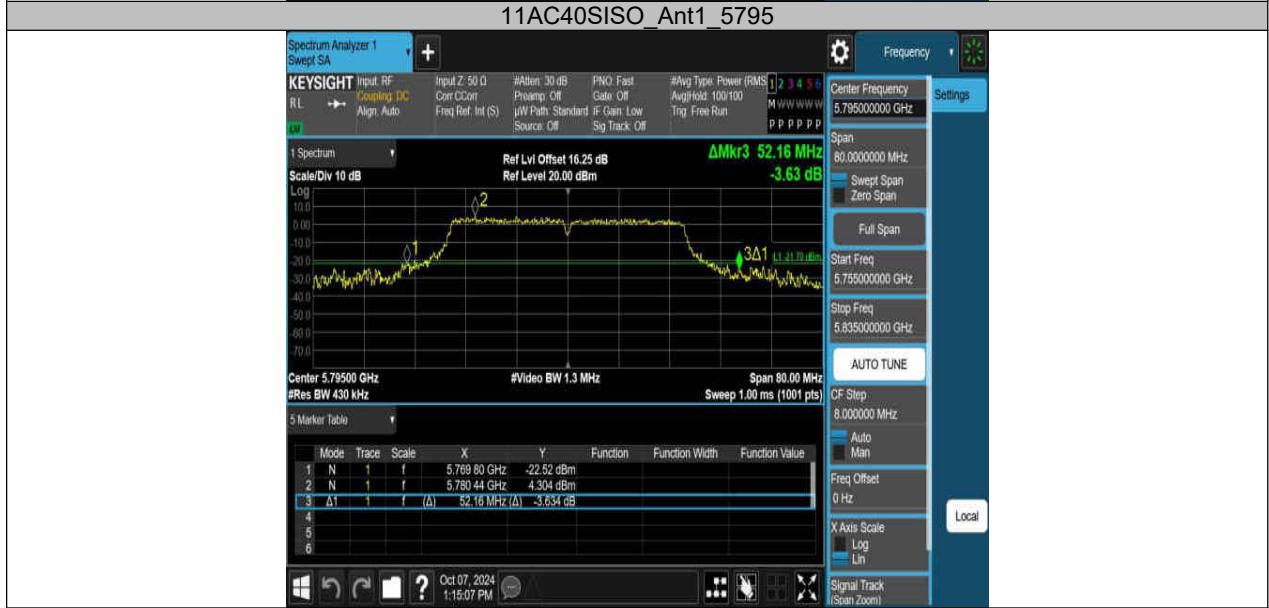 11AC40SISO_Ant1_5795
Spectrum Analyzer 1
Swept SA
+
Frequency
KEYSIGHT Input: RF Input Z: 50 Ω #Atten: 30 dB PNO: Fast #Avg Type: Power (RMS 1 2 3 4 5 6
RL Coupling: DC Corr CCorr Preamp: Off Gate: Off Avg|Hold: 100/100 M W W W W W
Align: Auto Freq Ref: Int (S) µW Path: Standard IF Gain: Low Trig: Free Run
Source: Off Sig Track: Off P P P P P P
Center Frequency
5.795000000 GHz
Settings
1 Spectrum
Ref Lvl Offset 16.25 dB
ΔMkr3 52.16 MHz
Scale/Div 10 dB
Ref Level 20.00 dBm
-3.63 dB
Log
10.0
0.00
-10.0
-20.0
-30.0
-40.0
-50.0
-60.0
-70.0
2
1
3Δ1
L1 -21.70 dBm
Center 5.79500 GHz #Video BW 1.3 MHz Span 80.00 MHz
#Res BW 430 kHz Sweep 1.00 ms (1001 pts)
Span
80.0000000 MHz
Swept Span
Zero Span
Full Span
Start Freq
5.755000000 GHz
Stop Freq
5.835000000 GHz
AUTO TUNE
CF Step
8.000000 MHz
Auto
Man
Freq Offset
0 Hz
X Axis Scale
Log
Lin
Signal Track
(Span Zoom)
Local
5 Marker Table
Mode Trace Scale X Y Function Function Width Function Value
1 N 1 f 5.769 80 GHz -22.52 dBm
2 N 1 f 5.780 44 GHz 4.304 dBm
3 Δ1 1 f (Δ) 52.16 MHz (Δ) -3.634 dB
4
5
6
?
Oct 07, 2024
1:15:07 PM